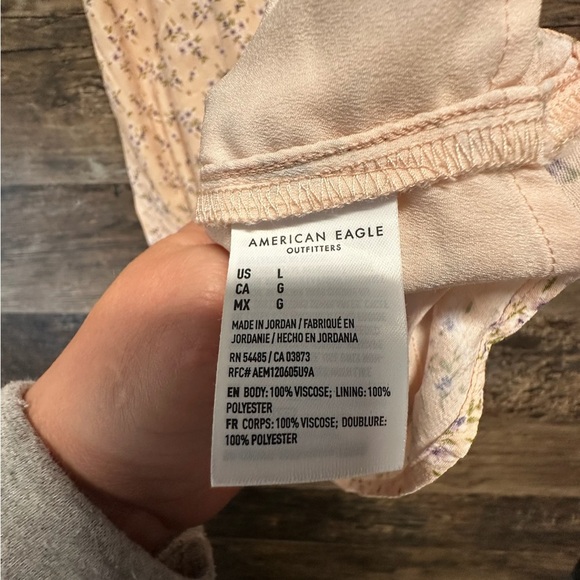 AMERICAN EAGLE
OUTFITTERS
US L
CA G
MX G
MADE IN JORDAN / FABRIQUÉ EN
JORDANIE / HECHO EN JORDANIA
RN 54485 / CA 03873
RFC# AEM120605U9A
EN BODY: 100% VISCOSE; LINING: 100%
POLYESTER
FR CORPS: 100% VISCOSE; DOUBLURE:
100% POLYESTER